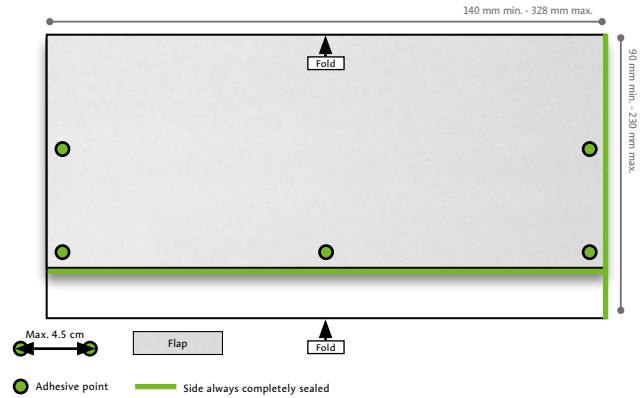 140 mm min. - 328 mm max.
Fold
90 mm min. - 230 mm max.
Max. 4.5 cm
Flap
Fold
Adhesive point
Side always completely sealed